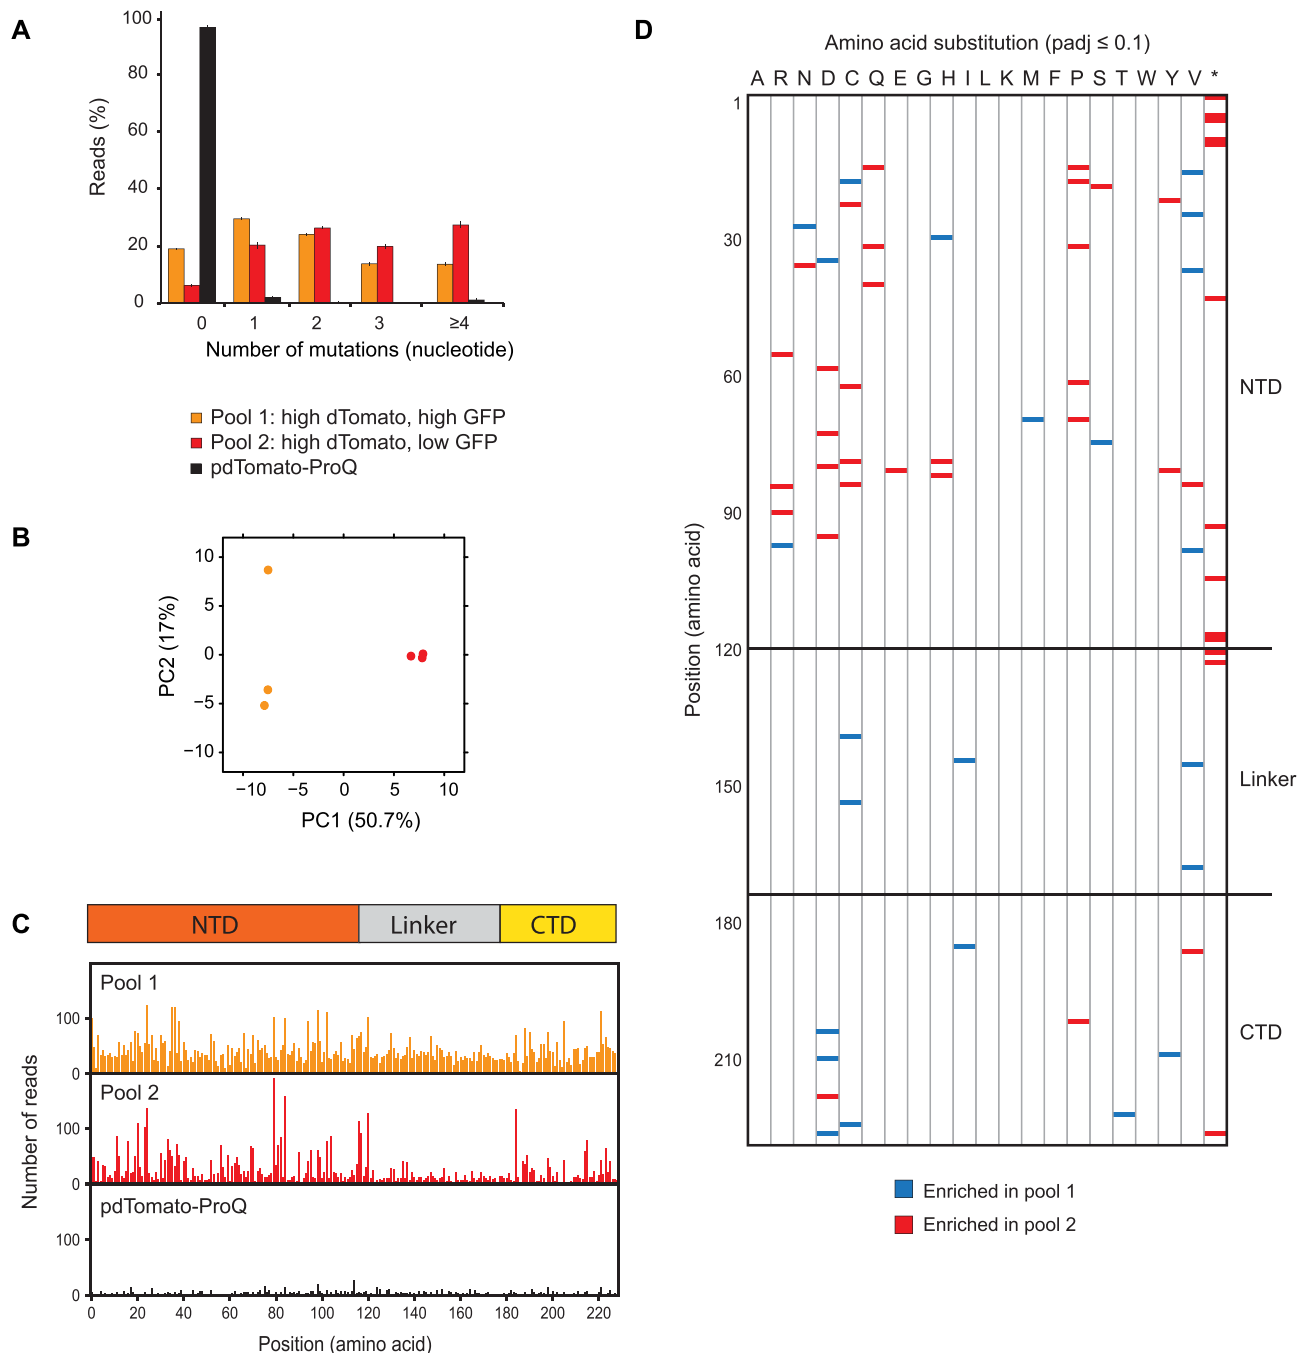 A
100
80
60
40
20
0
Reads (%)
0 1 2 3 ≥4
Number of mutations (nucleotide)
Pool 1: high dTomato, high GFP
Pool 2: high dTomato, low GFP
pdTomato-ProQ
B
10
5
0
−5
−10
PC2 (17%)
−10 −5 0 5 10
PC1 (50.7%)
C
NTD Linker CTD
Pool 1
100
0
Pool 2
100
0
pdTomato-ProQ
100
0
Number of reads
0 20 40 60 80 100 120 140 160 180 200 220
Position (amino acid)
D
Amino acid substitution (padj ≤ 0.1)
A R N D C Q E G H I L K M F P S T W Y V *
1
30
60
90
120
150
180
210
Position (amino acid)
NTD
Linker
CTD
Enriched in pool 1
Enriched in pool 2